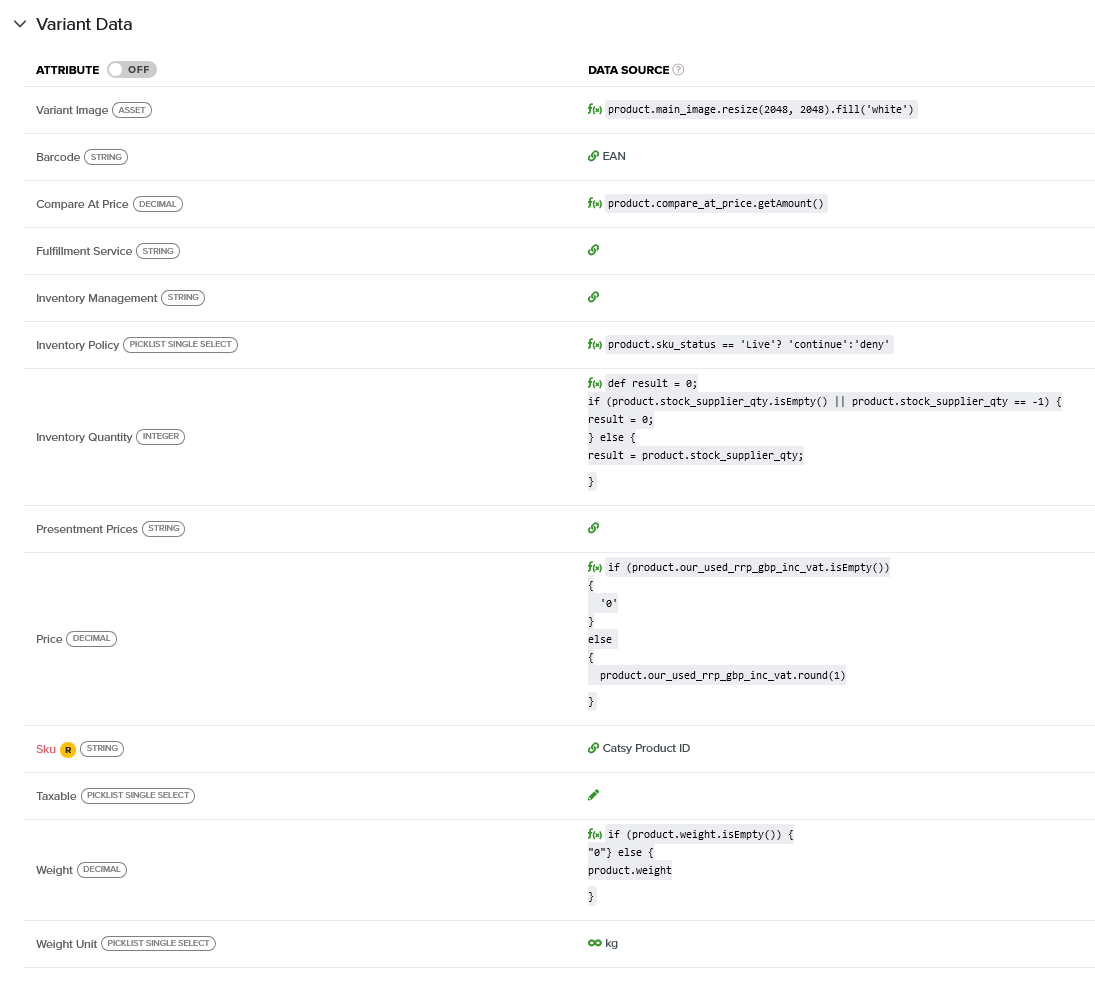 Variant Data
ATTRIBUTE OFF DATA SOURCE ?
Variant Image ASSET f(x) product.main_image.resize(2048, 2048).fill('white')
Barcode STRING EAN
Compare At Price DECIMAL f(x) product.compare_at_price.getAmount()
Fulfillment Service STRING
Inventory Management STRING
Inventory Policy PICKLIST SINGLE SELECT f(x) product.sku_status == 'Live'? 'continue':'deny'
f(x) def result = 0;
if (product.stock_supplier_qty.isEmpty() || product.stock_supplier_qty == -1) {
result = 0;
Inventory Quantity INTEGER } else {
result = product.stock_supplier_qty;
}
Presentment Prices STRING
f(x) if (product.our_used_rrp_gbp_inc_vat.isEmpty())
{
'0'
}
Price DECIMAL else
{
product.our_used_rrp_gbp_inc_vat.round(1)
}
Sku R STRING Catsy Product ID
Taxable PICKLIST SINGLE SELECT
f(x) if (product.weight.isEmpty()) {
"0"} else {
Weight DECIMAL product.weight
}
Weight Unit PICKLIST SINGLE SELECT kg